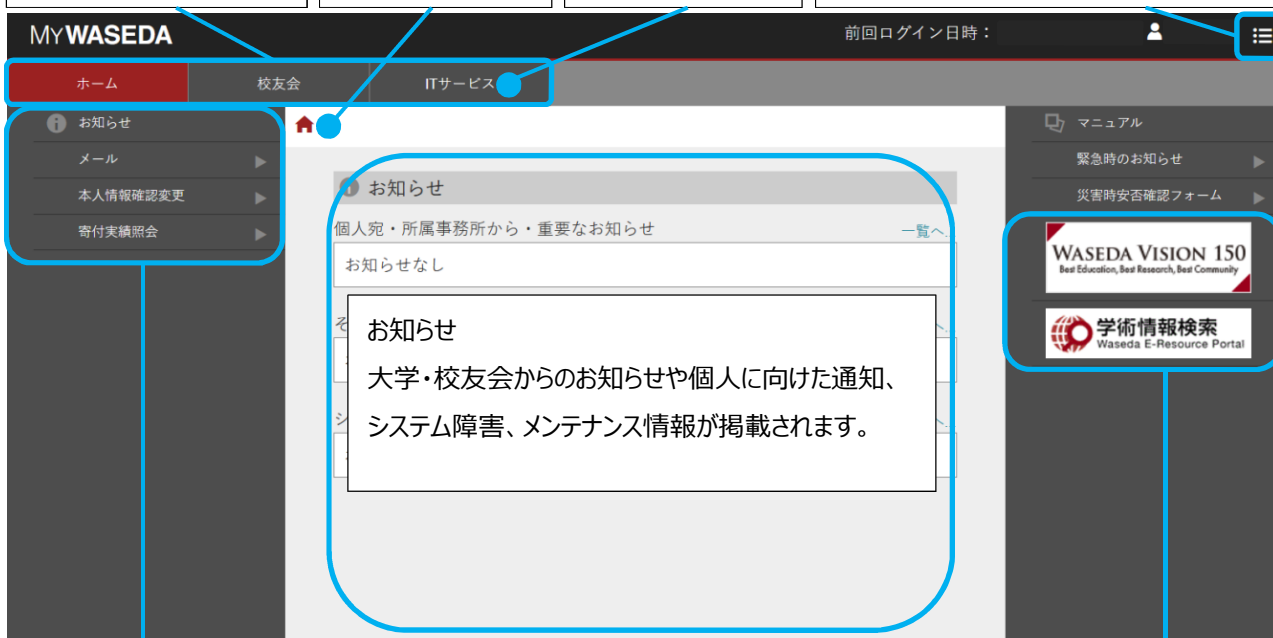 MYWASEDA
前回ログイン日時：
ホーム
校友会
ITサービス
お知らせ
メール
本人情報確認変更
寄付実績照会
お知らせ
個人宛・所属事務所から・重要なお知らせ
一覧へ
お知らせなし
そ
お知らせ
大学・校友会からのお知らせや個人に向けた通知、
システム障害、メンテナンス情報が掲載されます。
マニュアル
緊急時のお知らせ
災害時安否確認フォーム
WASEDA VISION 150
Best Education, Best Research, Best Community
学術情報検索
Waseda E-Resource Portal